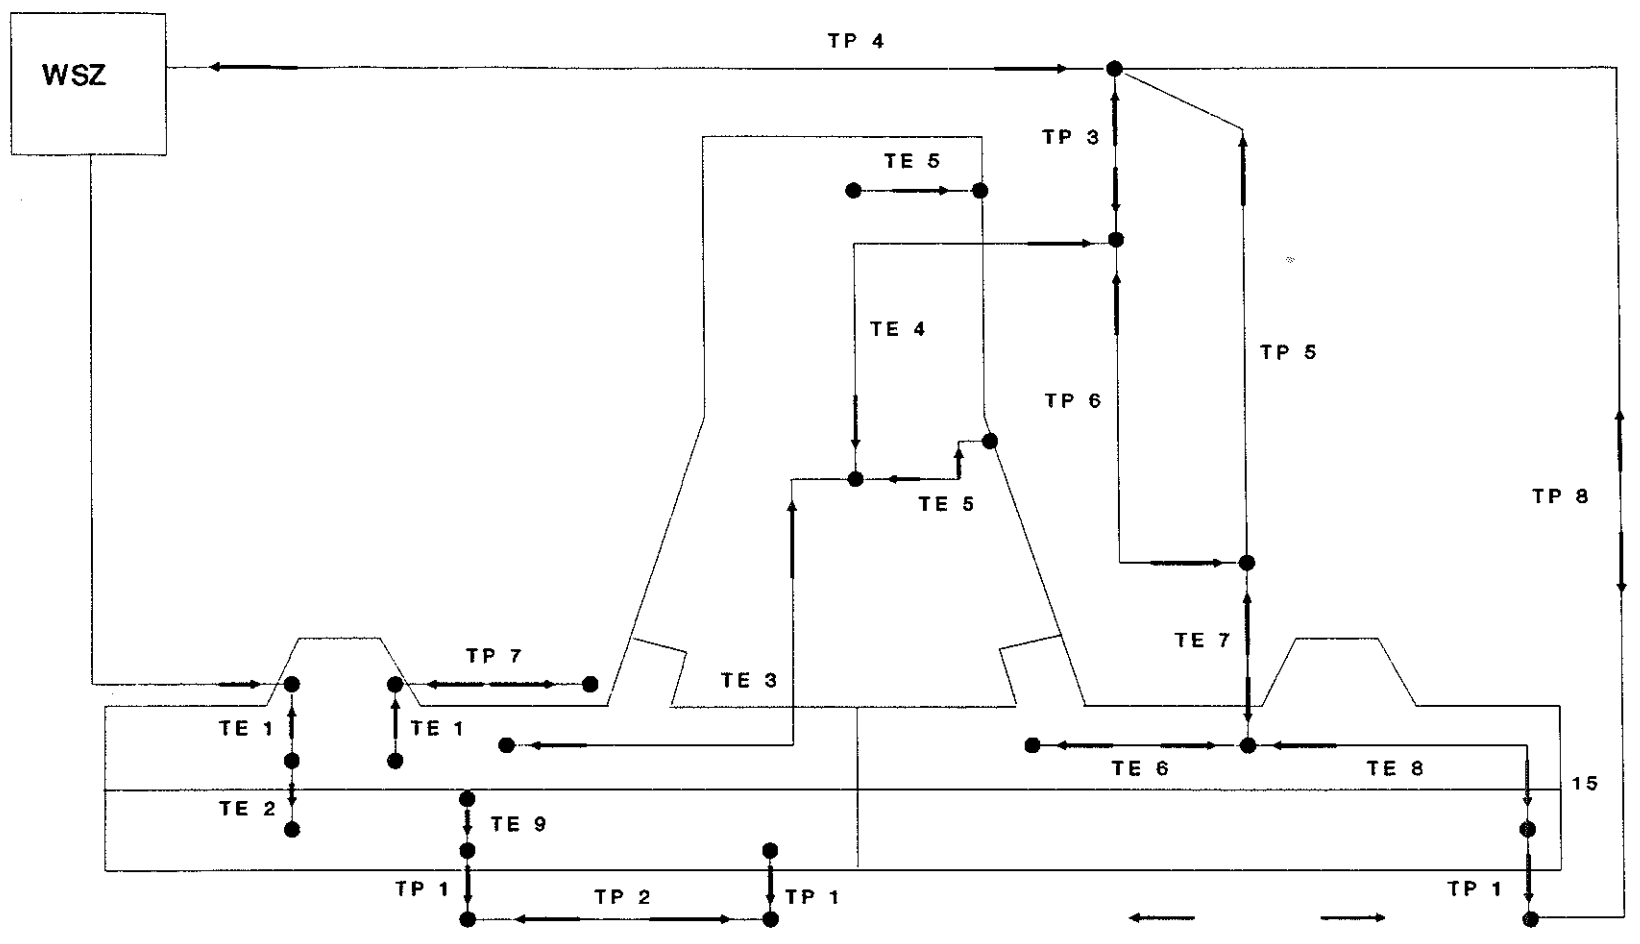 TP 4
WSZ
TP 3
TE 5
TE 4
TP 5
TP 6
TP 8
TE 5
TE 7
TP 7
TE 3
TE 1
TE 1
TE 6
TE 8
15
TE 2
TE 9
TP 1
TP 2
TP 1
TP 1